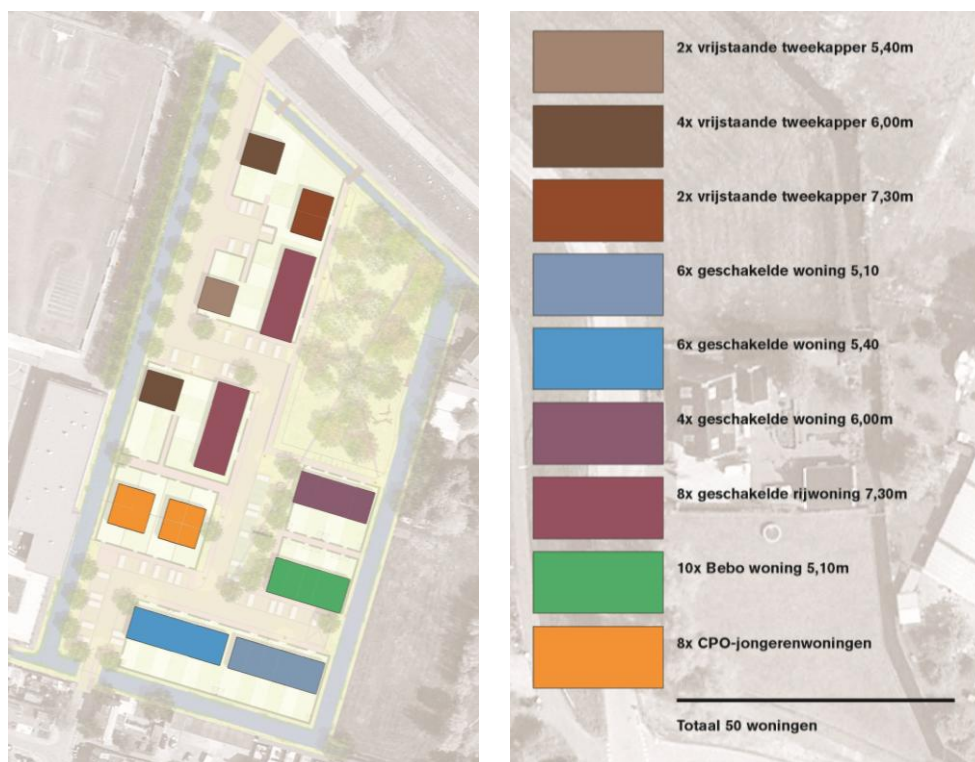 2x vrijstaande tweekapper 5,40m
4x vrijstaande tweekapper 6,00m
2x vrijstaande tweekapper 7,30m
6x geschakelde woning 5,10
6x geschakelde woning 5,40
4x geschakelde woning 6,00m
8x geschakelde rijwoning 7,30m
10x Bebo woning 5,10m
8x CPO-jongerenwoningen
Totaal 50 woningen